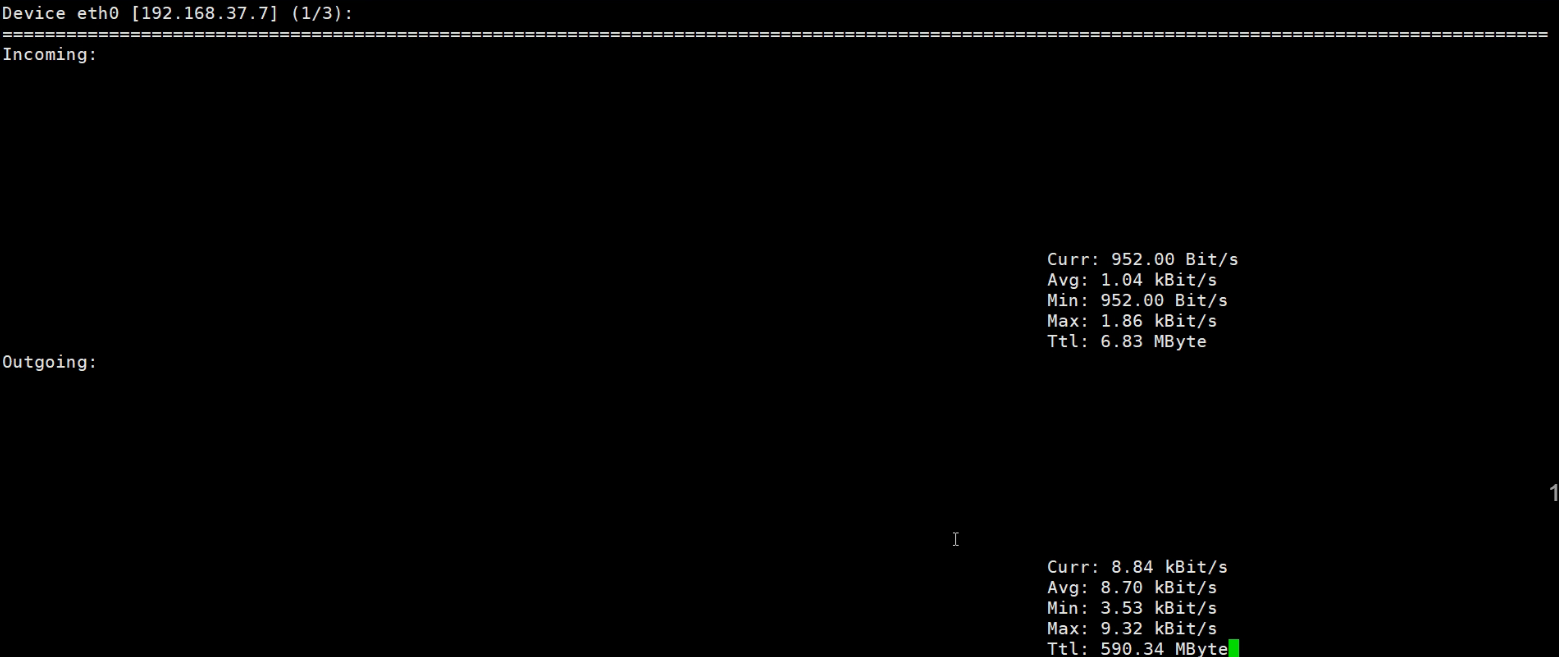 Device eth0 [192.168.37.7] (1/3):
=================================================================================================================================================
Incoming:
Curr: 952.00 Bit/s
Avg: 1.04 kBit/s
Min: 952.00 Bit/s
Max: 1.86 kBit/s
Ttl: 6.83 MByte
Outgoing:
1
Curr: 8.84 kBit/s
Avg: 8.70 kBit/s
Min: 3.53 kBit/s
Max: 9.32 kBit/s
Ttl: 590.34 MByte